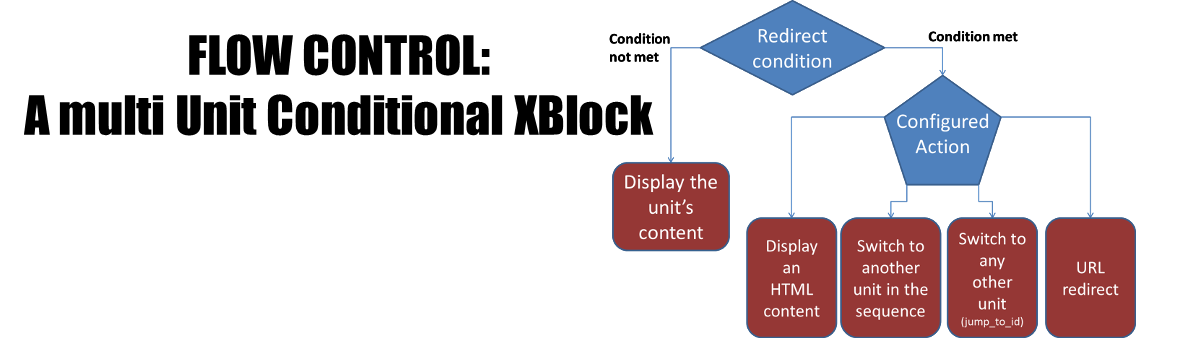 FLOW CONTROL:
A multi Unit Conditional XBlock
Condition
not met
Redirect
condition
Condition met
Configured
Action
Display the
unit's
content
Display
an
HTML
content
Switch to
another
unit in the
sequence
Switch to
any
other
unit
(jump_to_id)
URL
redirect